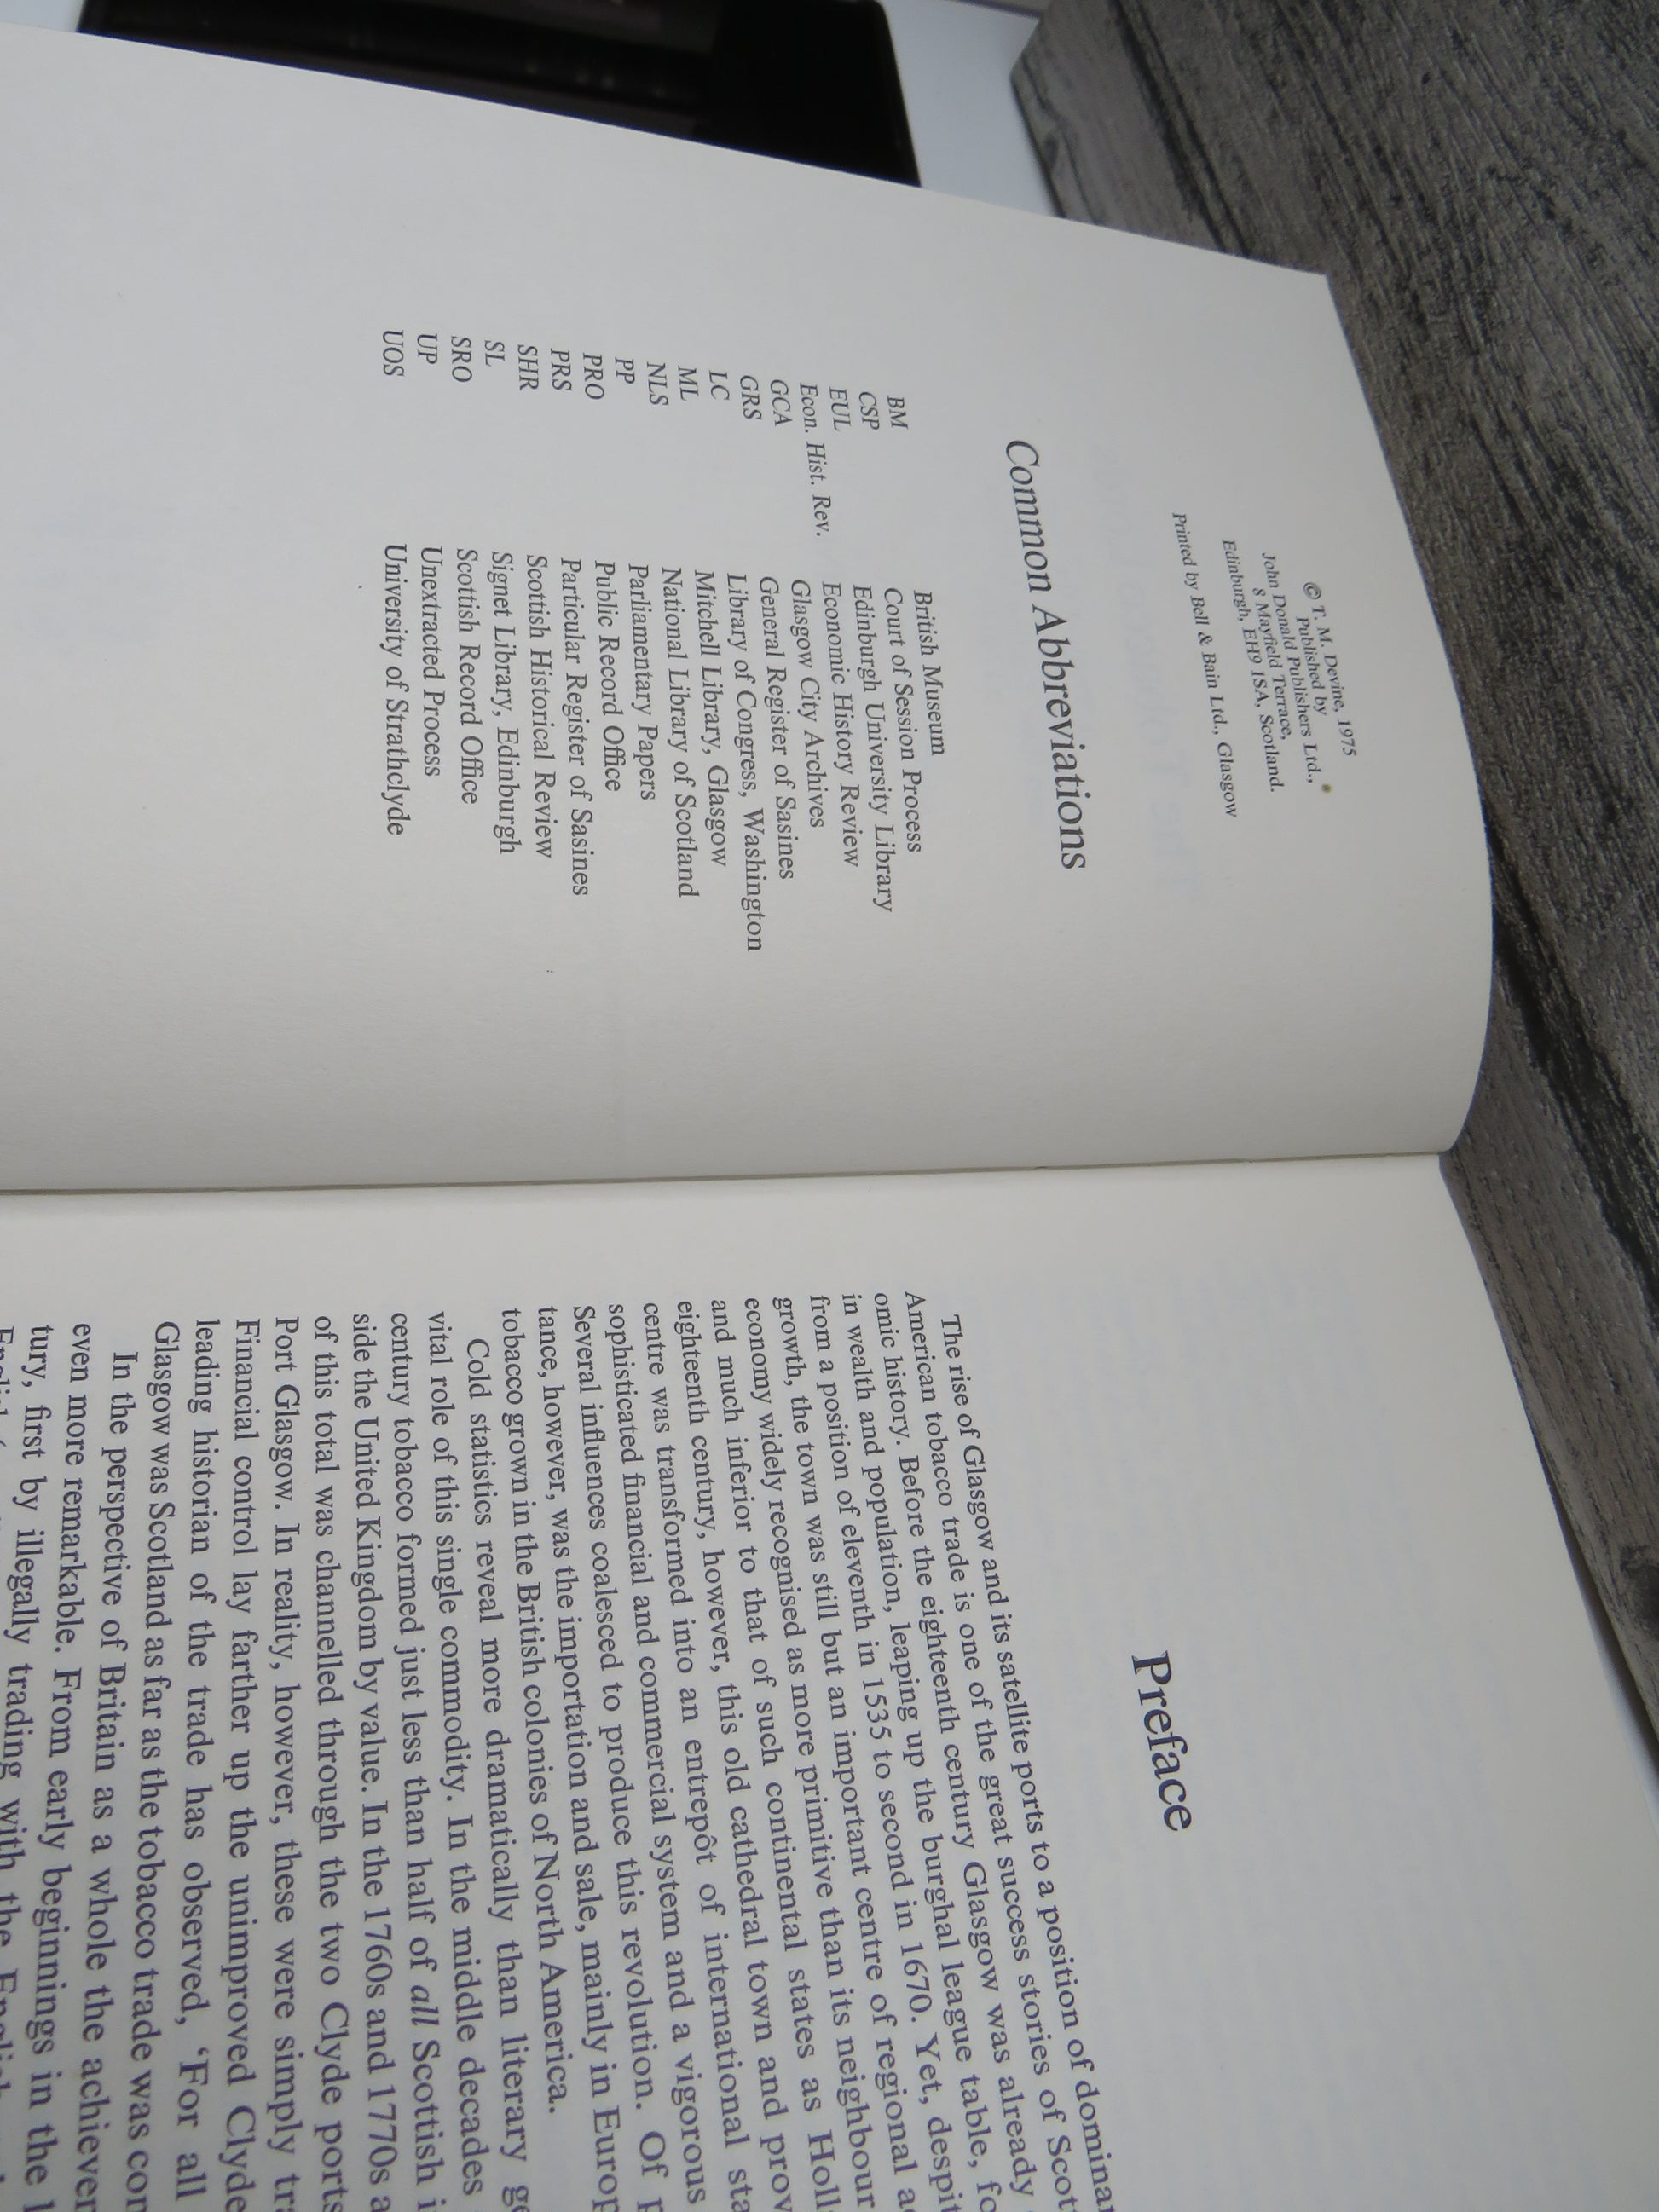 © T. M. Devine, 1975
Published by
John Donald Publishers Ltd.,
8 Mayfield Terrace,
Edinburgh, EH9 1SA, Scotland.
Printed by Bell & Bain Ltd., Glasgow
Common Abbreviations
BM British Museum
CSP Court of Session Process
EUL Edinburgh University Library
Econ. Hist. Rev. Economic History Review
GCA Glasgow City Archives
GRS General Register of Sasines
LC Library of Congress, Washington
ML Mitchell Library, Glasgow
NLS National Library of Scotland
PP Parliamentary Papers
PRO Public Record Office
PRS Particular Register of Sasines
SHR Scottish Historical Review
SL Signet Library, Edinburgh
SRO Scottish Record Office
UP Unextracted Process
UOS University of Strathclyde
Preface
The rise of Glasgow and its satellite ports to a position of
American tobacco trade is one of the great success stories of
omic history. Before the eighteenth century Glasgow was already
in wealth and population, leaping up the burghal league table,
from a position of eleventh in 1535 to second in 1670. Yet,
growth, the town was still but an important centre of regional
economy widely recognised as more primitive than its
and much inferior to that of such continental states as
eighteenth century, however, this old cathedral town and
centre was transformed into an entrepôt of international
sophisticated financial and commercial system and a vigorous
Several influences coalesced to produce this revolution. Of
tance, however, was the importation and sale, mainly in
tobacco grown in the British colonies of North America.
Cold statistics reveal more dramatically than literary
vital role of this single commodity. In the middle decades
century tobacco formed just less than half of all Scottish
side the United Kingdom by value. In the 1760s and 1770s
of this total was channelled through the two Clyde ports
Port Glasgow. In reality, however, these were simply
Financial control lay farther up the unimproved Clyde
leading historian of the trade has observed, ‘For all
Glasgow was Scotland as far as the tobacco trade was
In the perspective of Britain as a whole the
even more remarkable. From early beginnings in the
tury, first by illegally trading with the